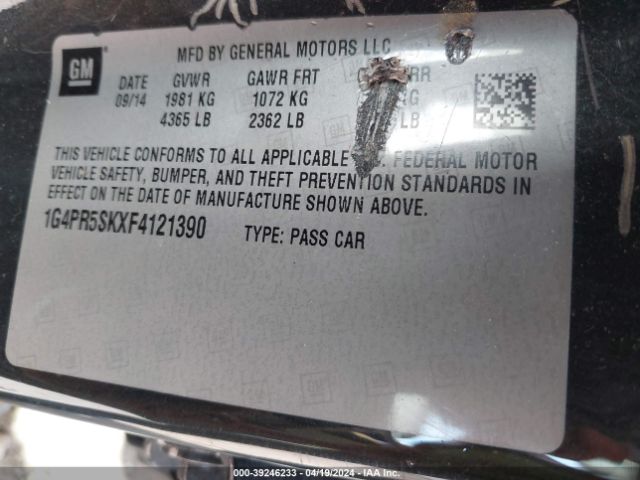 GM
MFD BY GENERAL MOTORS LLC
DATE GVWR GAWR FRT RR
09/14 1981 KG 1072 KG
4365 LB 2362 LB LB
THIS VEHICLE CONFORMS TO ALL APPLICABLE FEDERAL MOTOR
VEHICLE SAFETY, BUMPER, AND THEFT PREVENTION STANDARDS IN
EFFECT ON THE DATE OF MANUFACTURE SHOWN ABOVE.
1G4PR5SKXF4121390 TYPE: PASS CAR
000-39246233 - 04/19/2024 - IAA Inc.